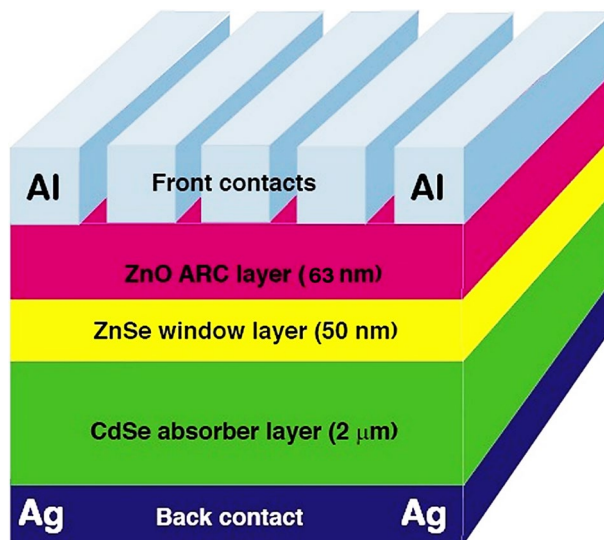 Al Front contacts Al
ZnO ARC layer (63 nm)
ZnSe window layer (50 nm)
CdSe absorber layer (2 μm)
Ag Back contact Ag